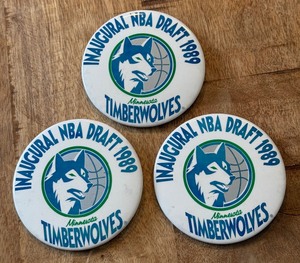 INAUGURAL NBA DRAFT 1989
Minnesota
TIMBERWOLVES
INAUGURAL NBA DRAFT 1989
Minnesota
TIMBERWOLVES
INAUGURAL NBA DRAFT 1989
Minnesota
TIMBERWOLVES